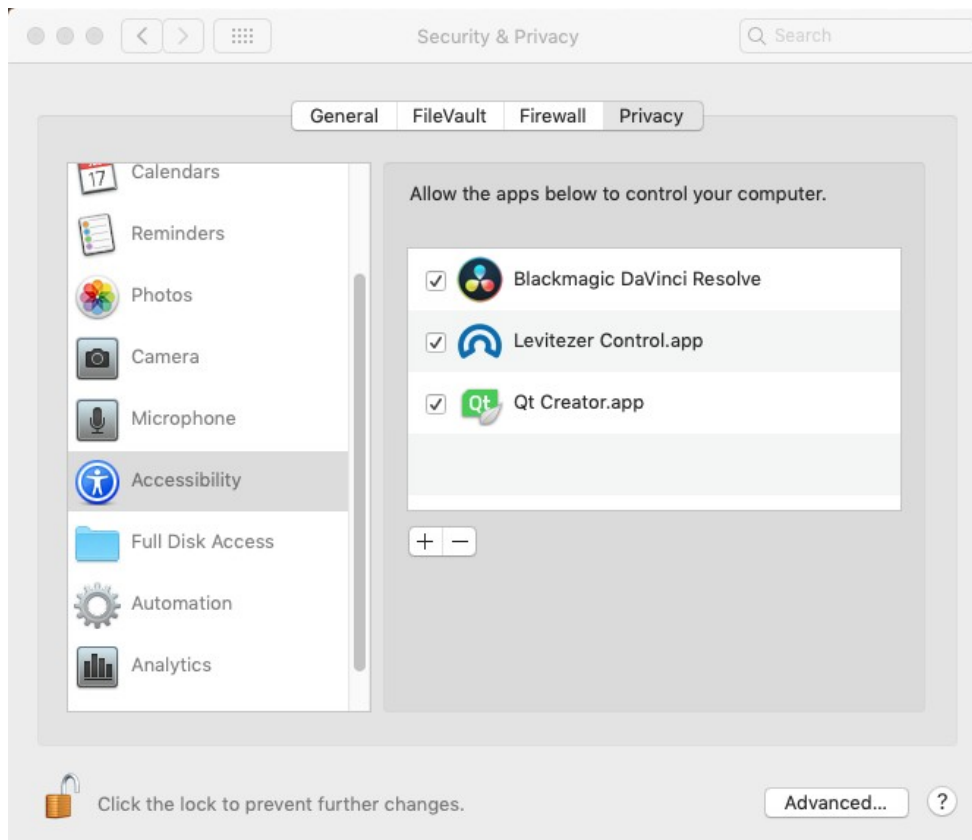 Security & Privacy
Search
General FileVault Firewall Privacy
17
Calendars
Reminders
Photos
Camera
Microphone
Accessibility
Full Disk Access
Automation
Analytics
Allow the apps below to control your computer.
Blackmagic DaVinci Resolve
Levitezer Control.app
Qt
Qt Creator.app
+ −
Click the lock to prevent further changes.
Advanced...
?